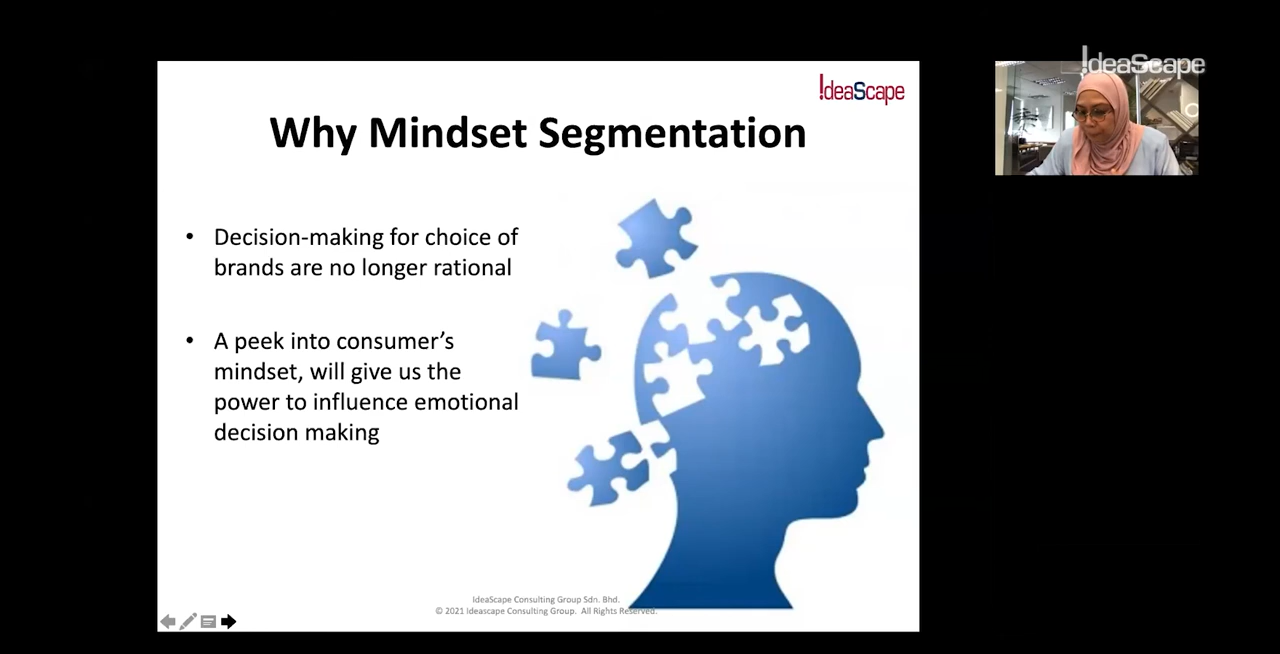 !deaScape
!deaScape
Why Mindset Segmentation
• Decision-making for choice of
brands are no longer rational
• A peek into consumer’s
mindset, will give us the
power to influence emotional
decision making
IdeaScape Consulting Group Sdn. Bhd.
© 2021 Ideascape Consulting Group. All Rights Reserved.